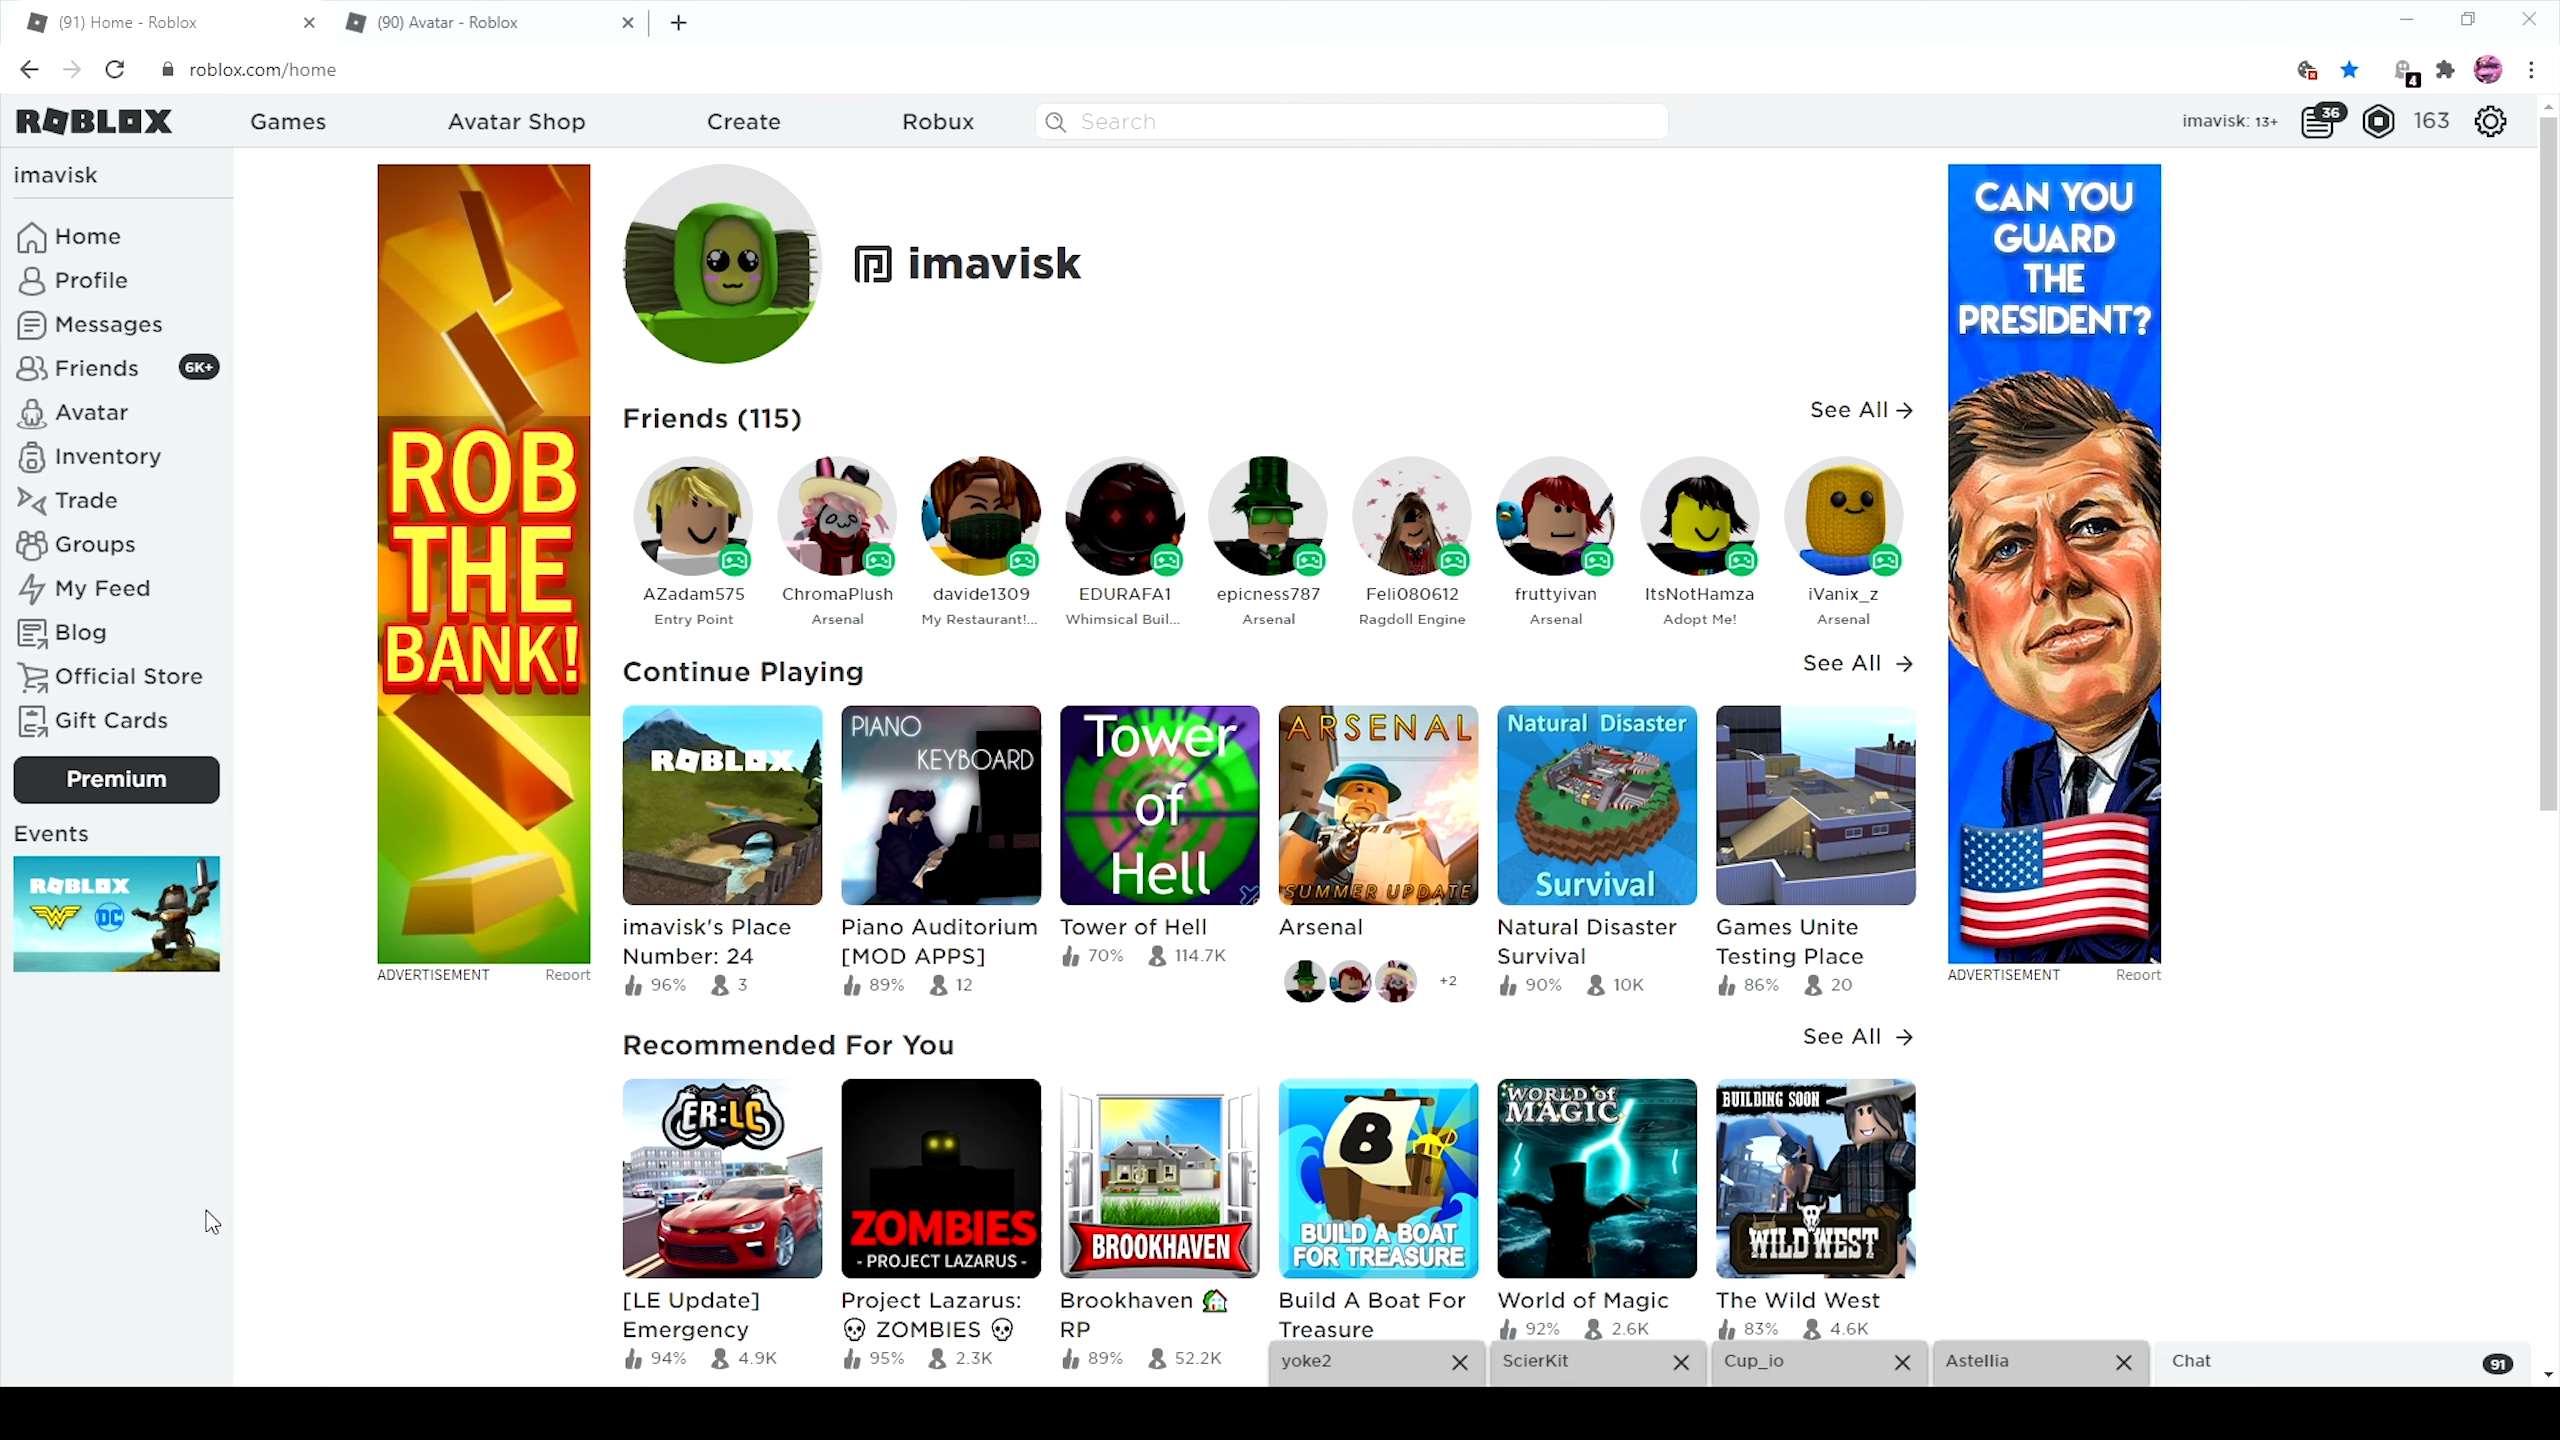 (91) Home - Roblox
(90) Avatar - Roblox
roblox.com/home
4
ROBLOX
Games
Avatar Shop
Create
Robux
Search
imavisk: 13+
36
163
imavisk
Home
Profile
Messages
Friends
6K+
Avatar
Inventory
Trade
Groups
My Feed
Blog
Official Store
Gift Cards
Premium
Events
ROBLOX
DC
ROB
THE
BANK!
ADVERTISEMENT
Report
imavisk
Friends (115)
See All →
AZadam575
Entry Point
ChromaPlush
Arsenal
davide1309
My Restaurant!...
EDURAFA1
Whimsical Buil...
epicness787
Arsenal
Feli080612
Ragdoll Engine
fruttyivan
Arsenal
ItsNotHamza
Adopt Me!
iVanix_z
Arsenal
Continue Playing
See All →
ROBLOX
PIANO
KEYBOARD
Tower
of
Hell
ARSENAL
SUMMER UPDATE
Natural Disaster
Survival
imavisk's Place
Number: 24
96% 3
Piano Auditorium
[MOD APPS]
89% 12
Tower of Hell
70% 114.7K
Arsenal
+2
Natural Disaster
Survival
90% 10K
Games Unite
Testing Place
86% 20
Recommended For You
See All →
ER:LC
ZOMBIES
- PROJECT LAZARUS -
BROOKHAVEN
B
BUILD A BOAT
FOR TREASURE
WORLD of
MAGIC
BUILDING SOON
WILD WEST
[LE Update]
Emergency
94% 4.9K
Project Lazarus:
💀 ZOMBIES 💀
95% 2.3K
Brookhaven 🏡
RP
89% 52.2K
Build A Boat For
Treasure
World of Magic
92% 2.6K
The Wild West
83% 4.6K
CAN YOU
GUARD
THE
PRESIDENT?
ADVERTISEMENT
Report
yoke2
ScierKit
Cup_io
Astellia
Chat
91